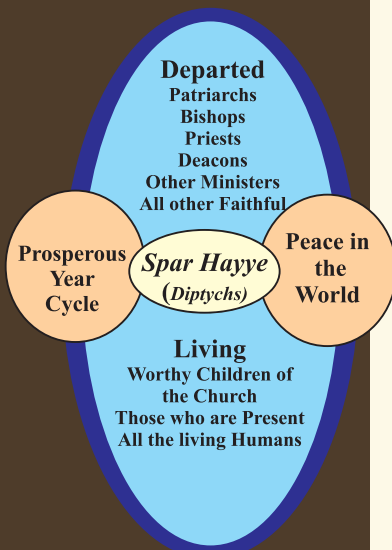 Departed
Patriarchs
Bishops
Priests
Deacons
Other Ministers
All other Faithful
Prosperous
Year
Cycle
Spar Hayye
(Diptychs)
Peace in
the
World
Living
Worthy Children of
the Church
Those who are Present
All the living Humans